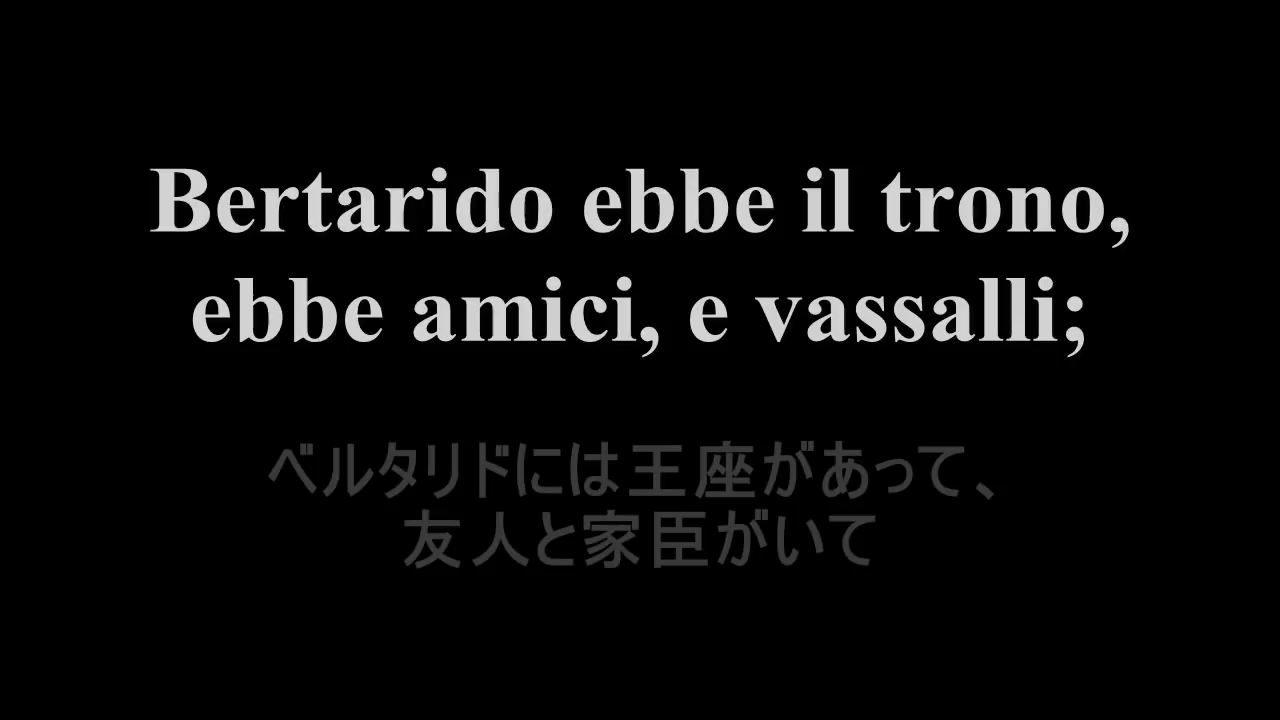 Bertarido ebbe il trono,
ebbe amici, e vassalli;
ベルタリドには王座があって、
友人と家臣がいて